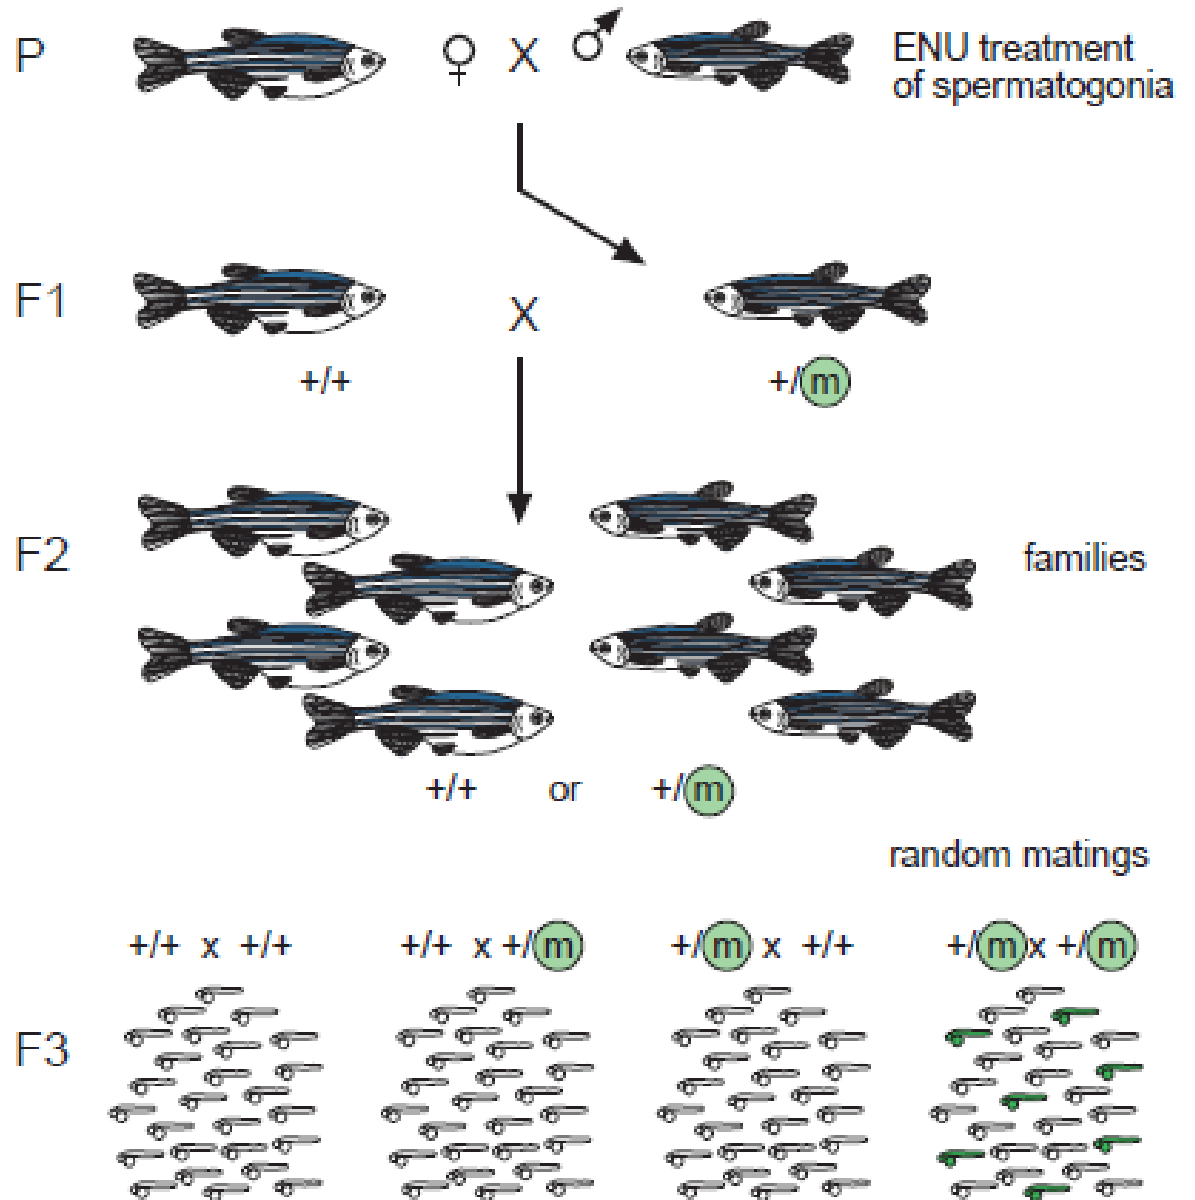 P ♀ X ♂ ENU treatment
of spermatogonia
F1 X
+/+ +/m
F2 families
+/+ or +/m
random matings
+/+ x +/+ +/+ x +/m +/m x +/+ +/m x +/m
F3